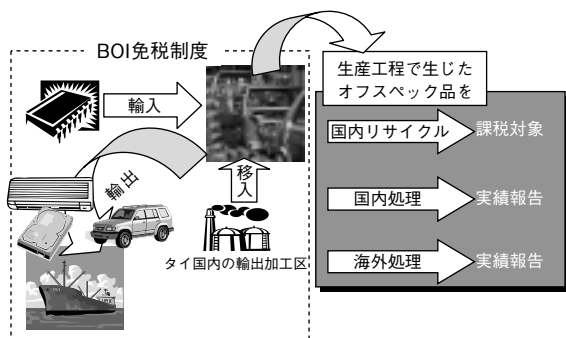 BOI免税制度
輸入
輸出
移入
タイ国内の輸出加工区
生産工程で生じた
オフスペック品を
国内リサイクル
課税対象
国内処理
実績報告
海外処理
実績報告